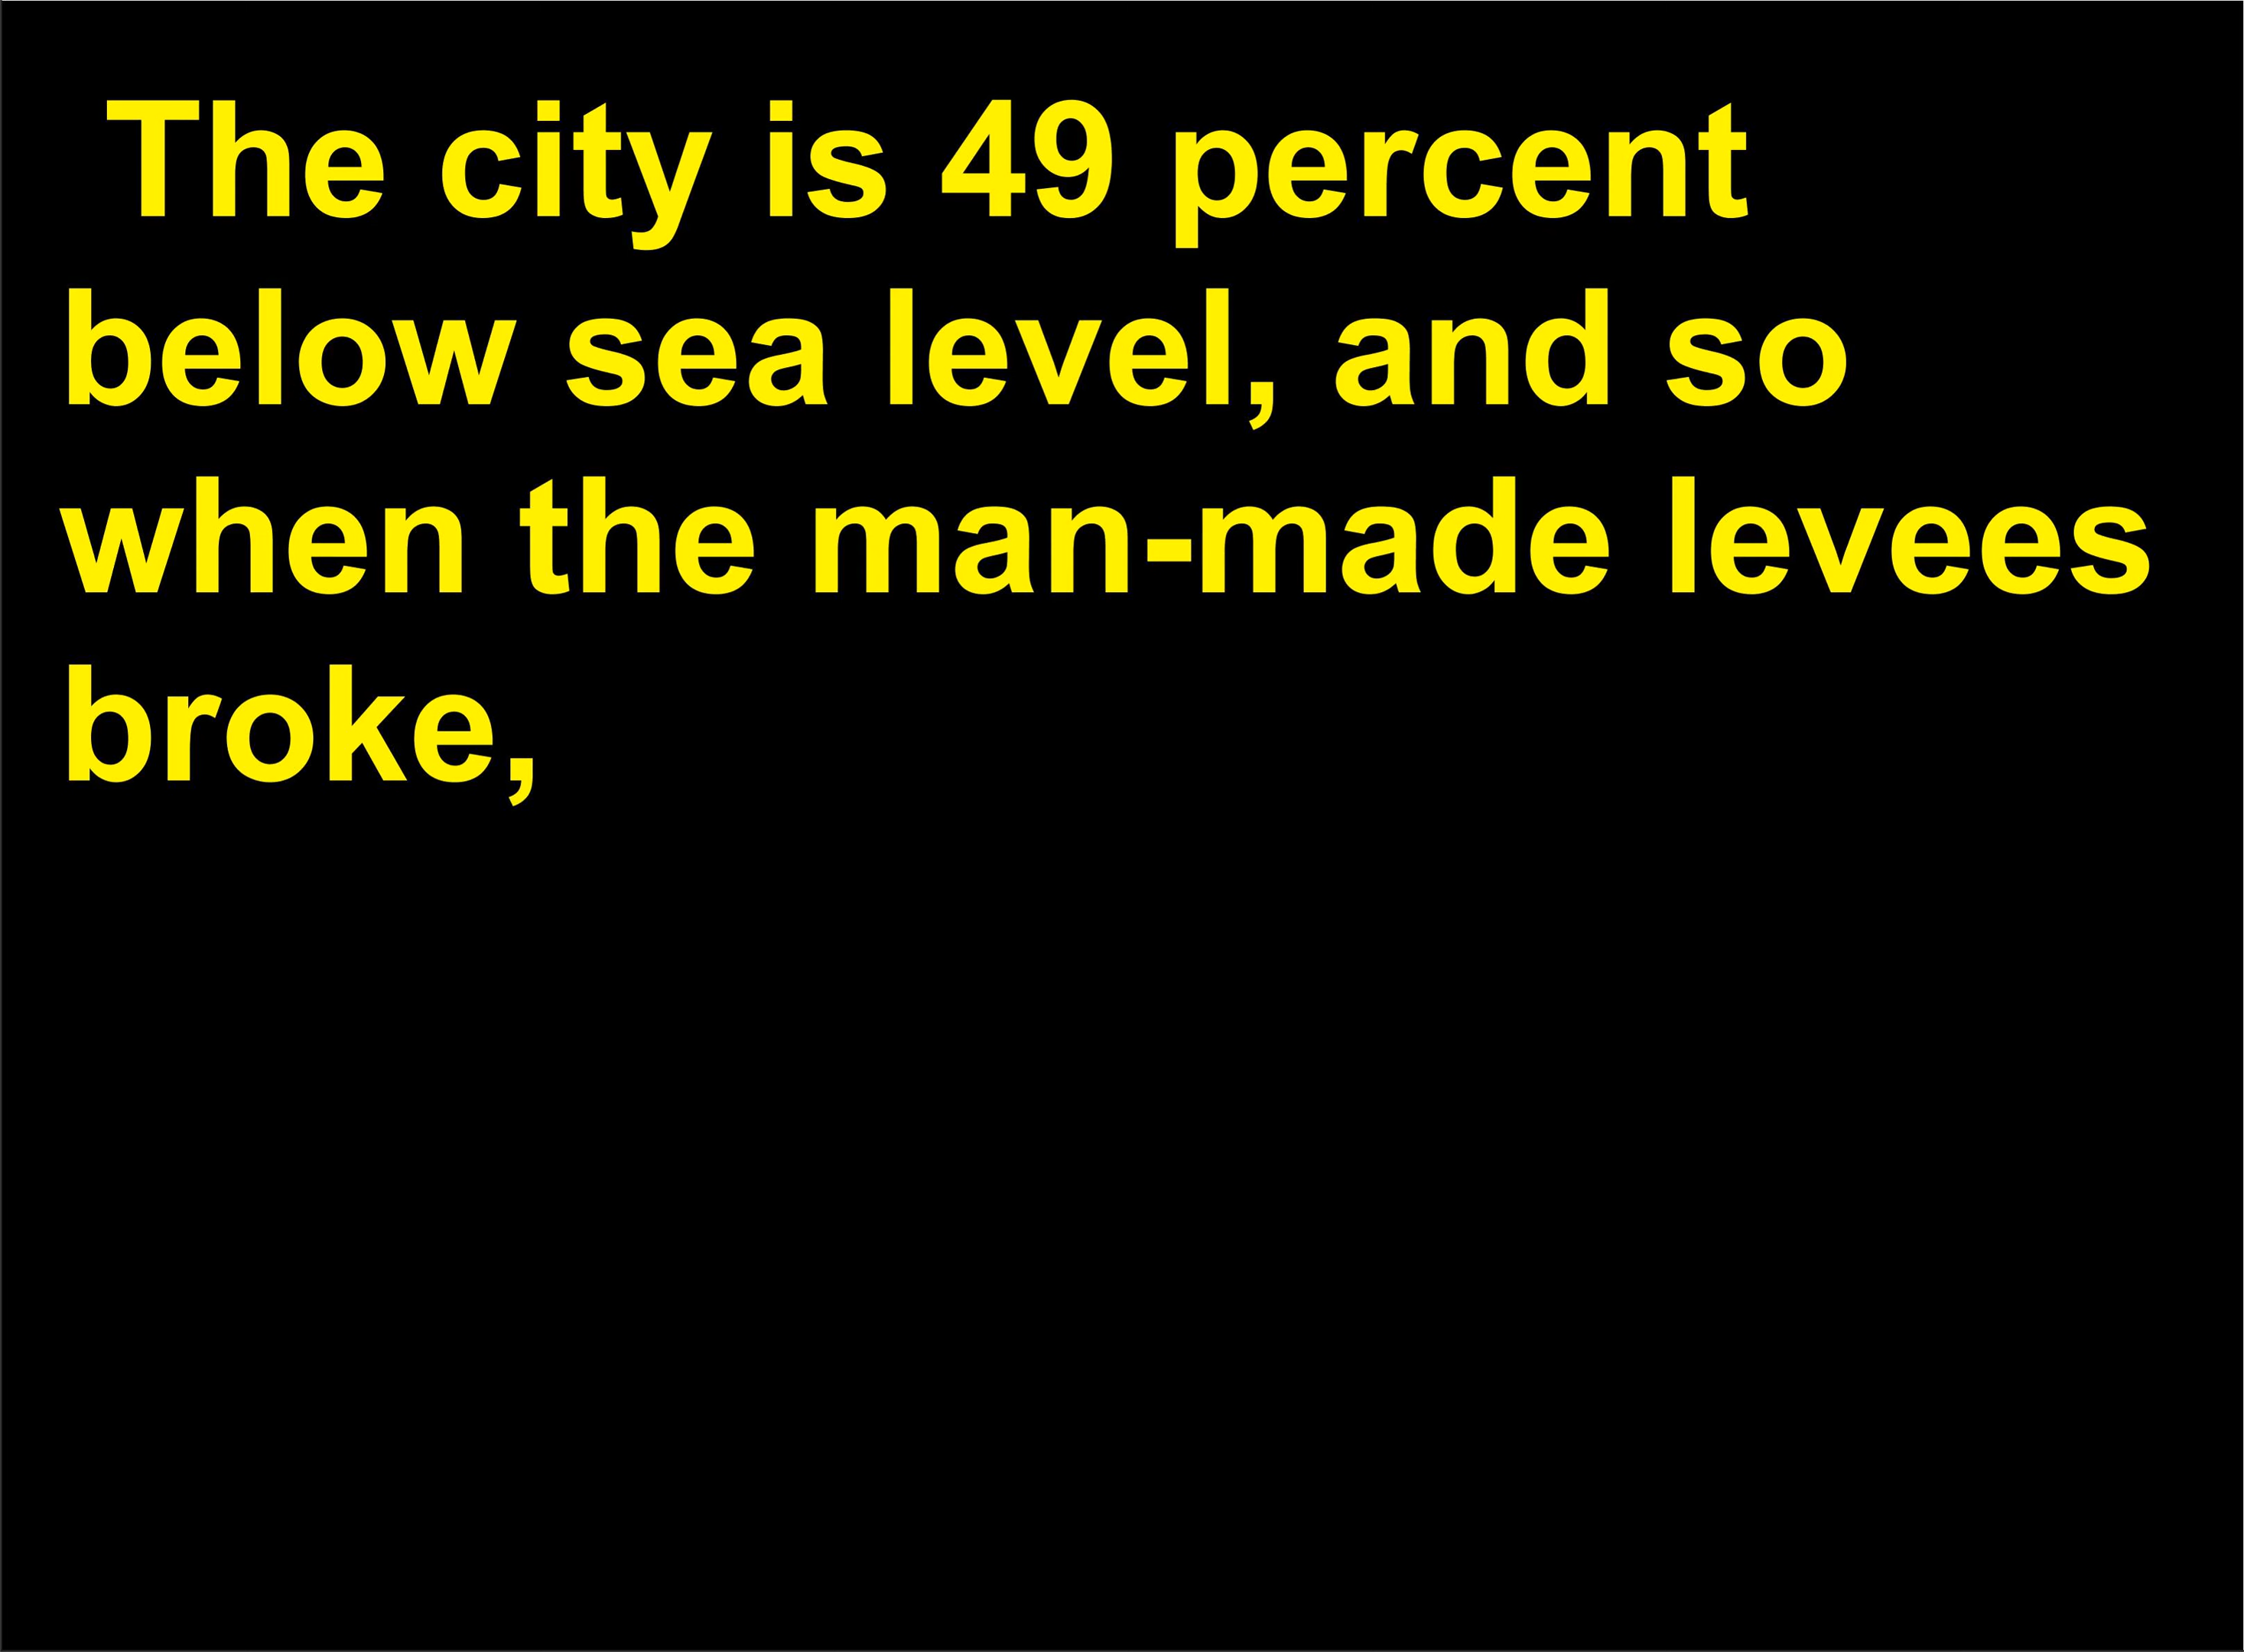 The city is 49 percent
below sea level, and so
when the man-made levees
broke,